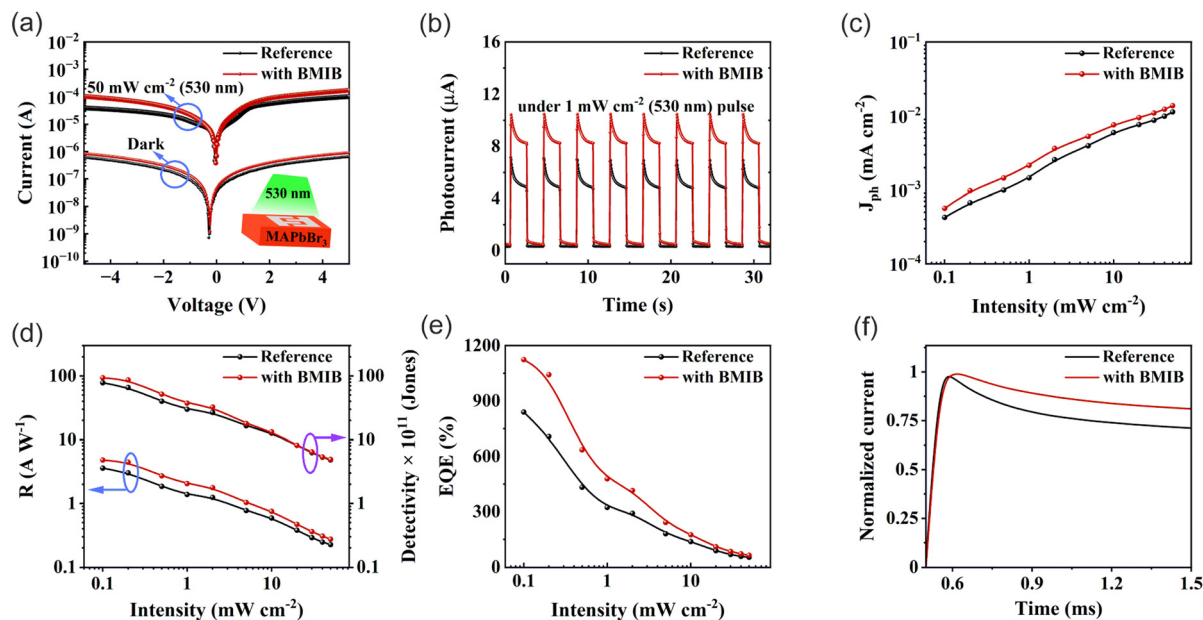 (a)
10⁻²
10⁻³
10⁻⁴
10⁻⁵
10⁻⁶
10⁻⁷
10⁻⁸
10⁻⁹
10⁻¹⁰
Current (A)
Reference
with BMIB
50 mW cm⁻² (530 nm)
Dark
530 nm
MAPbBr₃
−4 −2 0 2 4
Voltage (V)
(b)
16
12
8
4
0
Photocurrent (μA)
Reference
with BMIB
under 1 mW cm⁻² (530 nm) pulse
0 10 20 30
Time (s)
(c)
10⁻¹
10⁻²
10⁻³
10⁻⁴
J_ph (mA cm⁻²)
Reference
with BMIB
0.1 1 10
Intensity (mW cm⁻²)
(d)
100
10
1
0.1
R (A W⁻¹)
Reference
with BMIB
100
10
1
0.1
Detectivity × 10¹¹ (Jones)
0.1 1 10
Intensity (mW cm⁻²)
(e)
1200
900
600
300
0
EQE (%)
Reference
with BMIB
0.1 1 10
Intensity (mW cm⁻²)
(f)
1
0.75
0.5
0.25
0
Normalized current
Reference
with BMIB
0.6 0.9 1.2 1.5
Time (ms)